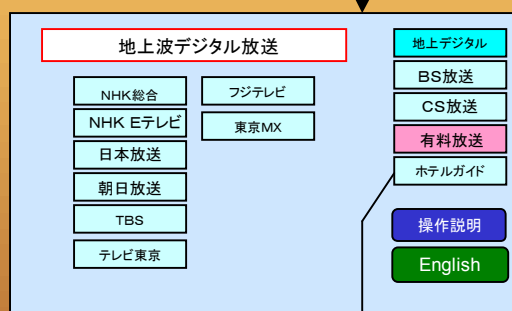 地上波デジタル放送
NHK総合
NHK Eテレビ
日本放送
朝日放送
TBS
テレビ東京
フジテレビ
東京MX
地上デジタル
BS放送
CS放送
有料放送
ホテルガイド
操作説明
English